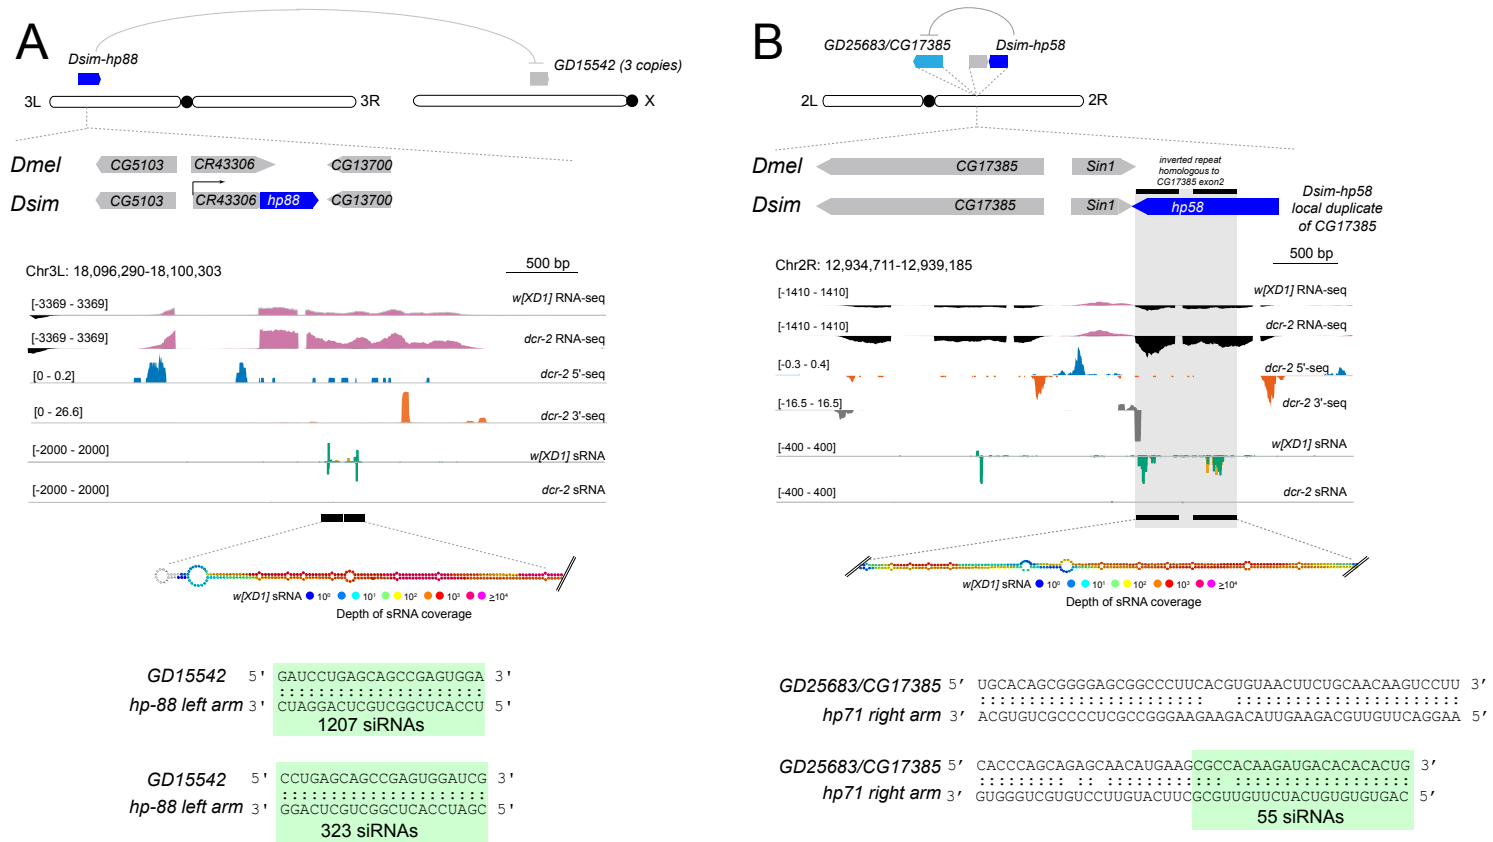 A
Dsim-hp88
GD15542 (3 copies)
3L
3R
X
Dmel
CG5103
CR43306
CG13700
Dsim
CG5103
CR43306
hp88
CG13700
Chr3L: 18,096,290-18,100,303
500 bp
[-3369 - 3369]
w[XD1] RNA-seq
[-3369 - 3369]
dcr-2 RNA-seq
[0 - 0.2]
dcr-2 5'-seq
[0 - 26.6]
dcr-2 3'-seq
[-2000 - 2000]
w[XD1] sRNA
[-2000 - 2000]
dcr-2 sRNA
w[XD1] sRNA 10⁰ 10¹ 10² 10³ ≥10⁴
Depth of sRNA coverage
GD15542 5' GAUCCUGAGCAGCCGAGUGGA 3'
:::::::::::::::::::::
hp-88 left arm 3' CUAGGACUCGUCGGCUCACCU 5'
1207 siRNAs
GD15542 5' CCUGAGCAGCCGAGUGGAUCG 3'
:::::::::::::::::::::
hp-88 left arm 3' GGACUCGUCGGCUCACCUAGC 5'
323 siRNAs
B
GD25683/CG17385
Dsim-hp58
2L
2R
Dmel
CG17385
Sin1
inverted repeat
homologous to
CG17385 exon2
Dsim
CG17385
Sin1
hp58
Dsim-hp58
local duplicate
of CG17385
Chr2R: 12,934,711-12,939,185
500 bp
[-1410 - 1410]
w[XD1] RNA-seq
[-1410 - 1410]
dcr-2 RNA-seq
[-0.3 - 0.4]
dcr-2 5'-seq
[-16.5 - 16.5]
dcr-2 3'-seq
[-400 - 400]
w[XD1] sRNA
[-400 - 400]
dcr-2 sRNA
w[XD1] sRNA 10⁰ 10¹ 10² 10³ ≥10⁴
Depth of sRNA coverage
GD25683/CG17385 5′ UGCACAGCGGGGAGCGGCCCUUCACGUGUAACUUCUGCAACAAGUCCUU 3′
hp71 right arm 3′ ACGUGUCGCCCCUCGCCGGGAAGAAGACAUUGAAGACGUUGUUCAGGAA 5′
GD25683/CG17385 5′ CACCCAGCAGAGCAACAUGAAGCGCCACAAGAUGACACACACUG 3′
hp71 right arm 3′ GUGGGUCGUGUCCUUGUACUUCGCGUUGUUCUACUGUGUGUGAC 5′
55 siRNAs